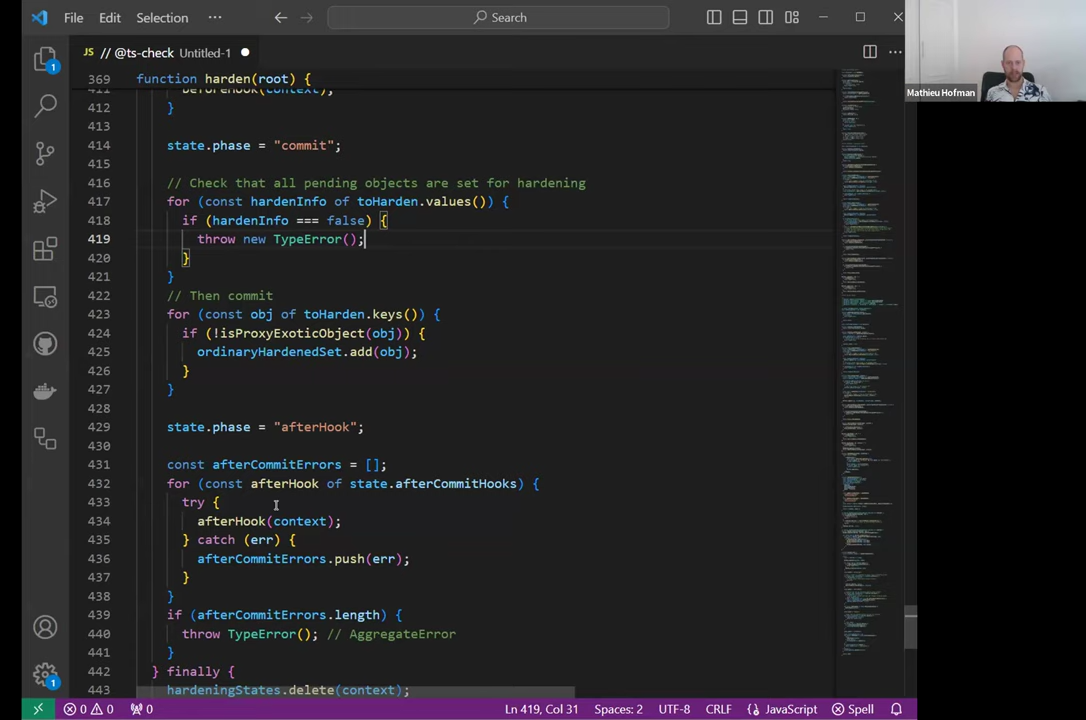 File Edit Selection ··· Search
JS // @ts-check Untitled-1
369 function harden(root) {
411 beforeHook(context);
412 }
413
414 state.phase = "commit";
415
416 // Check that all pending objects are set for hardening
417 for (const hardenInfo of toHarden.values()) {
418 if (hardenInfo === false) {
419 throw new TypeError();
420 }
421 }
422 // Then commit
423 for (const obj of toHarden.keys()) {
424 if (!isProxyExoticObject(obj)) {
425 ordinaryHardenedSet.add(obj);
426 }
427 }
428
429 state.phase = "afterHook";
430
431 const afterCommitErrors = [];
432 for (const afterHook of state.afterCommitHooks) {
433 try {
434 afterHook(context);
435 } catch (err) {
436 afterCommitErrors.push(err);
437 }
438 }
439 if (afterCommitErrors.length) {
440 throw TypeError(); // AggregateError
441 }
442 } finally {
443 hardeningStates.delete(context);
1
1
0 0 0 Ln 419, Col 31 Spaces: 2 UTF-8 CRLF {} JavaScript Spell
Mathieu Hofman